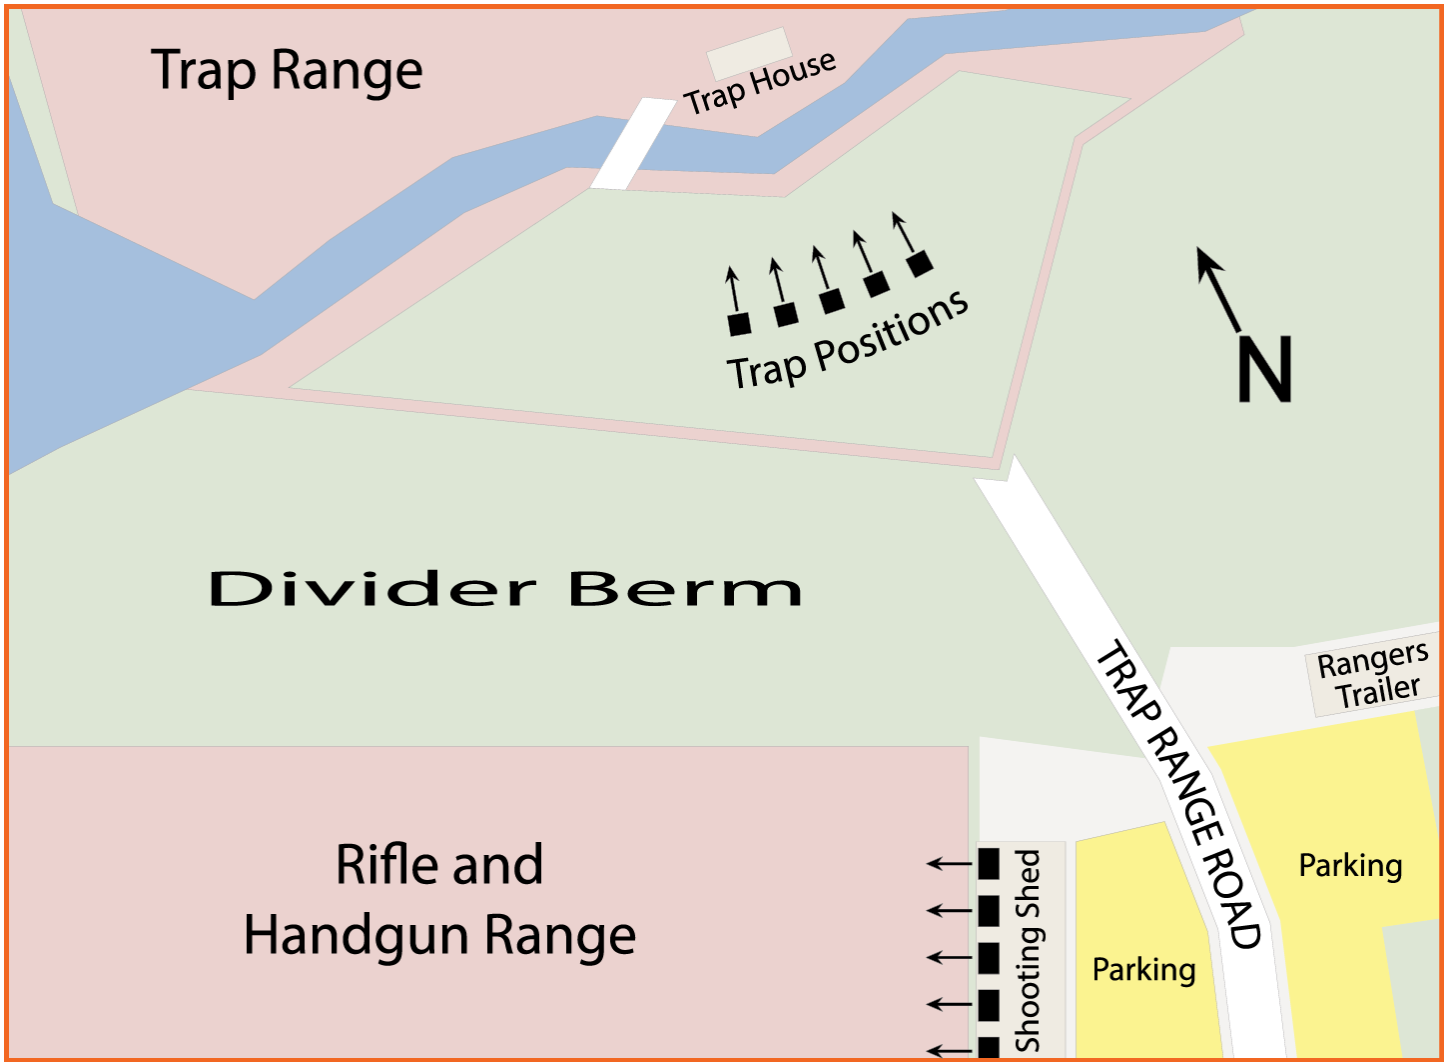 Trap Range
Trap House
Trap Positions
N
Divider Berm
TRAP RANGE ROAD
Rangers
Trailer
Rifle and
Handgun Range
Shooting Shed
Parking
Parking